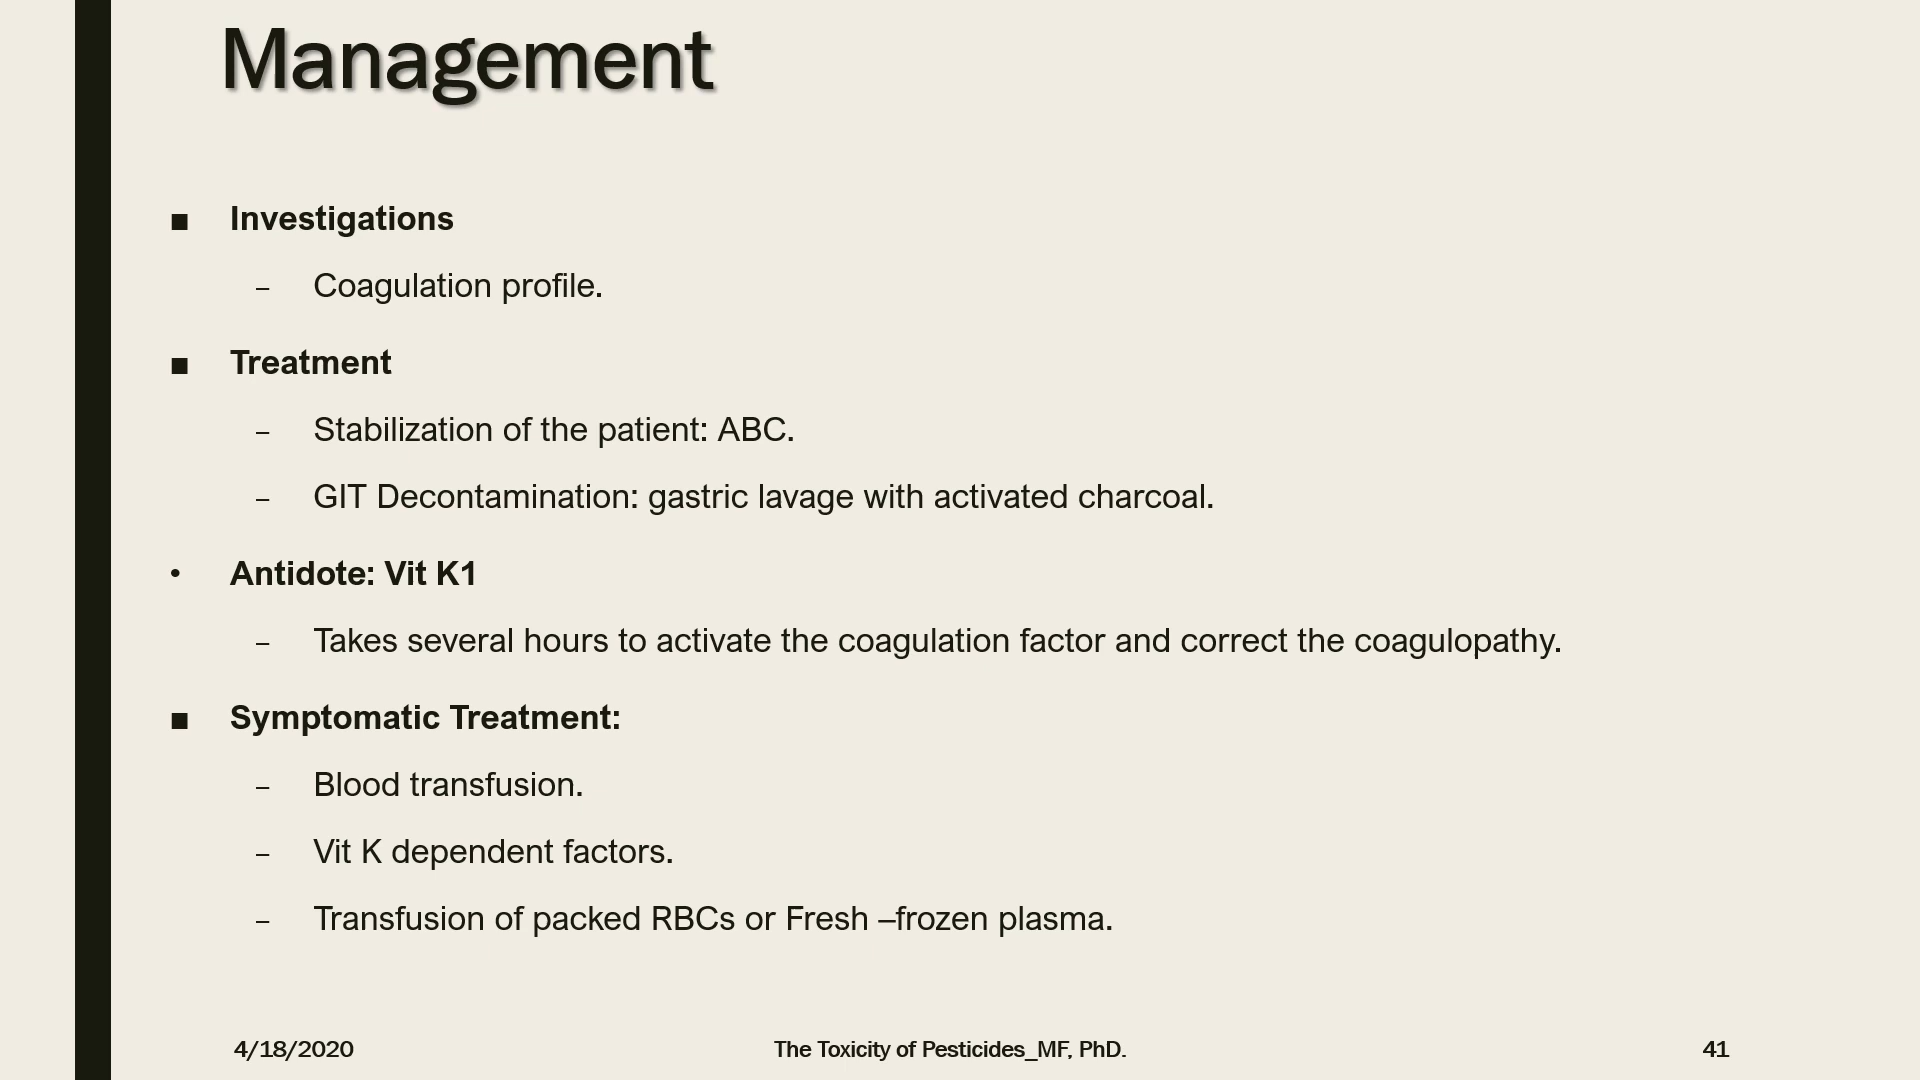 Management
■ Investigations
– Coagulation profile.
■ Treatment
– Stabilization of the patient: ABC.
– GIT Decontamination: gastric lavage with activated charcoal.
• Antidote: Vit K1
– Takes several hours to activate the coagulation factor and correct the coagulopathy.
■ Symptomatic Treatment:
– Blood transfusion.
– Vit K dependent factors.
– Transfusion of packed RBCs or Fresh –frozen plasma.
4/18/2020 The Toxicity of Pesticides_MF, PhD. 41